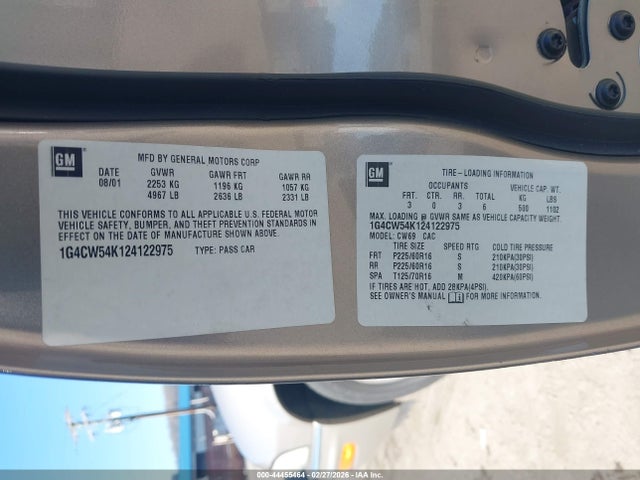 GM
MFD BY GENERAL MOTORS CORP
DATE GVWR GAWR FRT GAWR RR
08/01 2253 KG 1196 KG 1057 KG
4967 LB 2636 LB 2331 LB
THIS VEHICLE CONFORMS TO ALL APPLICABLE U.S. FEDERAL MOTOR
VEHICLE SAFETY, BUMPER, AND THEFT PREVENTION STANDARDS IN
EFFECT ON THE DATE OF MANUFACTURE SHOWN ABOVE.
1G4CW54K124122975 TYPE: PASS CAR
GM
TIRE-LOADING INFORMATION
OCCUPANTS VEHICLE CAP. WT.
FRT. CTR. RR. TOTAL KG LBS
3 0 3 6 500 1102
MAX. LOADING @ GVWR SAME AS VEHICLE CAPACITY WEIGHT
1G4CW54K124122975
MODEL: CW69 CAC
TIRE SIZE SPEED RTG COLD TIRE PRESSURE
FRT P225/60R16 S 210KPA(30PSI)
RR P225/60R16 S 210KPA(30PSI)
SPA T125/70R16 M 420KPA(60PSI)
IF TIRES ARE HOT, ADD 28KPA(4PSI).
SEE OWNER'S MANUAL FOR ADDITIONAL INFORMATION
000-44455464 | 02/27/2026 | Copart IAA